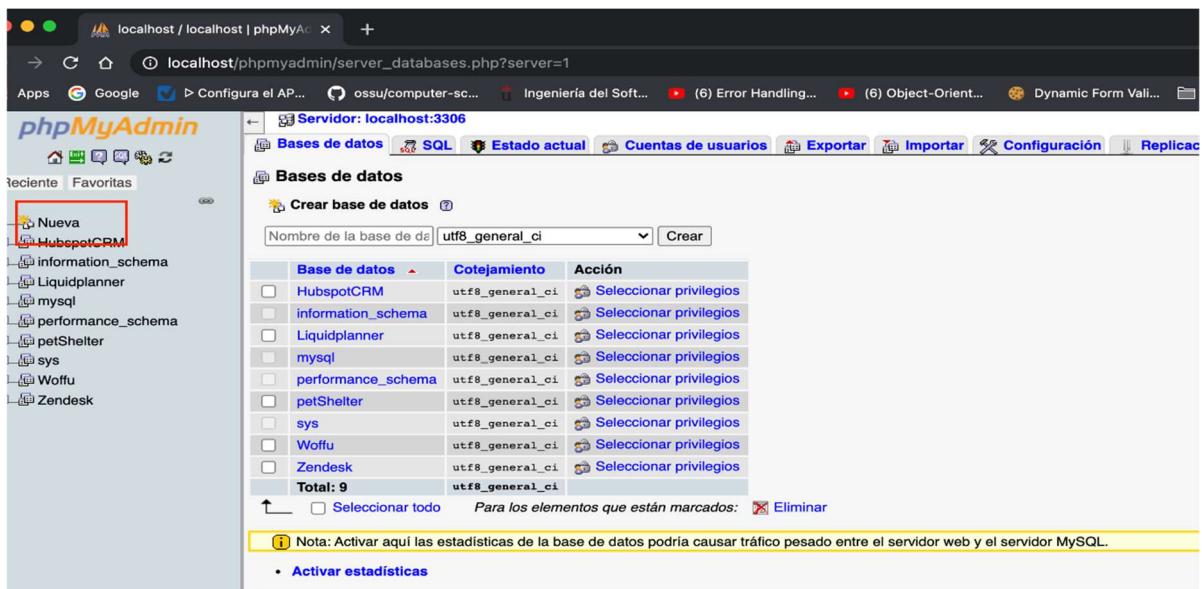 localhost / localhost | phpMyAd
localhost/phpmyadmin/server_databases.php?server=1
Apps Google ᐅ Configura el AP... ossu/computer-sc... Ingeniería del Soft... (6) Error Handling... (6) Object-Orient... Dynamic Form Vali...
phpMyAdmin
Reciente Favoritas
Nueva
HubspotCRM
information_schema
Liquidplanner
mysql
performance_schema
petShelter
sys
Woffu
Zendesk
Servidor: localhost:3306
Bases de datos SQL Estado actual Cuentas de usuarios Exportar Importar Configuración Replicac
Bases de datos
Crear base de datos
Nombre de la base de da utf8_general_ci Crear
Base de datos Cotejamiento Acción
HubspotCRM utf8_general_ci Seleccionar privilegios
information_schema utf8_general_ci Seleccionar privilegios
Liquidplanner utf8_general_ci Seleccionar privilegios
mysql utf8_general_ci Seleccionar privilegios
performance_schema utf8_general_ci Seleccionar privilegios
petShelter utf8_general_ci Seleccionar privilegios
sys utf8_general_ci Seleccionar privilegios
Woffu utf8_general_ci Seleccionar privilegios
Zendesk utf8_general_ci Seleccionar privilegios
Total: 9 utf8_general_ci
Seleccionar todo Para los elementos que están marcados: Eliminar
Nota: Activar aquí las estadísticas de la base de datos podría causar tráfico pesado entre el servidor web y el servidor MySQL.
• Activar estadísticas